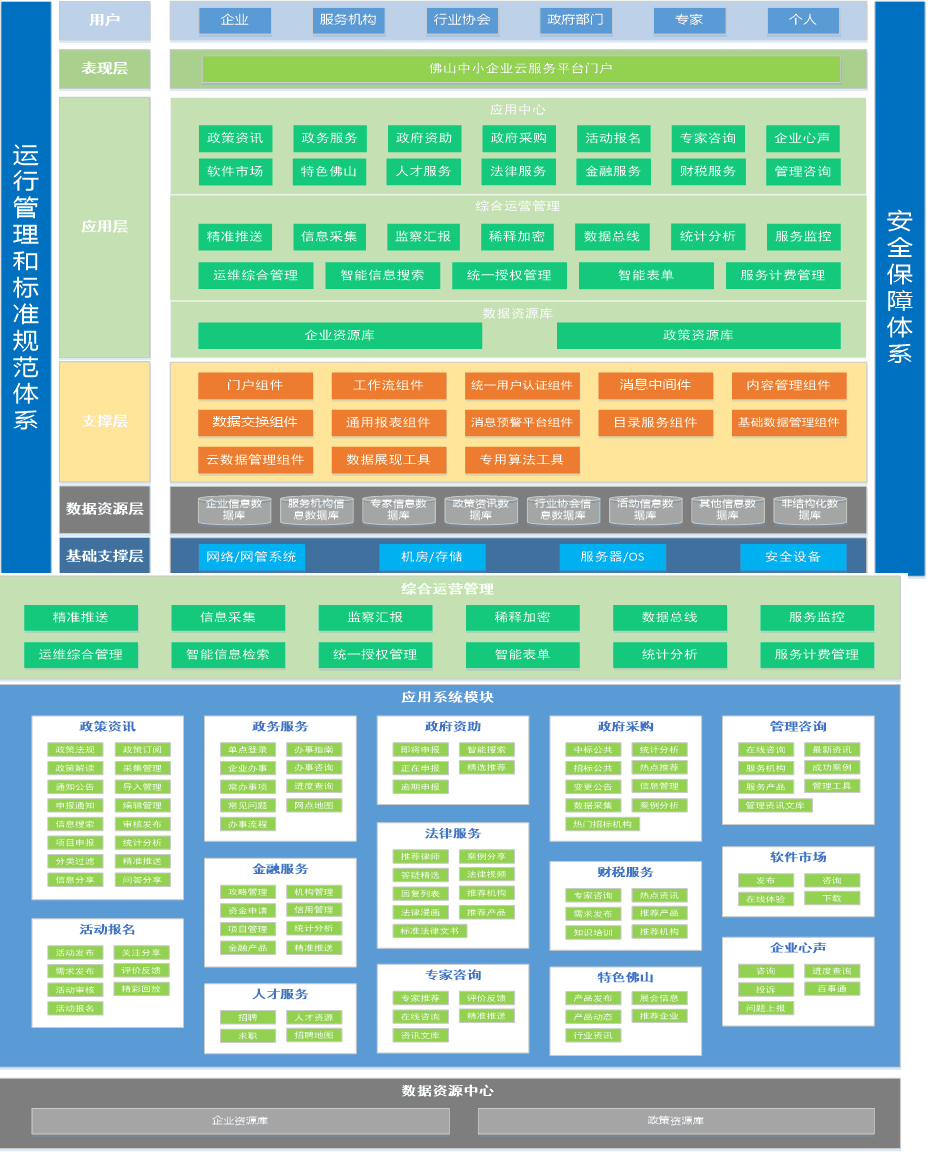 运行管理和标准规范体系
安全保障体系
用户
企业
服务机构
行业协会
政府部门
专家
个人
表现层
佛山中小企业云服务平台门户
应用层
应用中心
政策资讯
政务服务
政府资助
政府采购
活动报名
专家咨询
企业心声
软件市场
特色佛山
人才服务
法律服务
金融服务
财税服务
管理咨询
综合运营管理
精准推送
信息采集
监察汇报
稀释加密
数据总线
统计分析
服务监控
运维综合管理
智能信息搜索
统一授权管理
智能表单
服务计费管理
数据资源库
企业资源库
政策资源库
支撑层
门户组件
工作流组件
统一用户认证组件
消息中间件
内容管理组件
数据交换组件
通用报表组件
消息预警平台组件
目录服务组件
基础数据管理组件
云数据管理组件
数据展现工具
专用算法工具
数据资源层
企业信息数
据库
服务机构信
息数据库
专家信息数
据库
政策资讯数
据库
行业协会信
息数据库
活动信息数
据库
其他信息数
据库
非结构化数
据库
基础支撑层
网络/网管系统
机房/存储
服务器/OS
安全设备
综合运营管理
精准推送
信息采集
监察汇报
稀释加密
数据总线
服务监控
运维综合管理
智能信息检索
统一授权管理
智能表单
统计分析
服务计费管理
应用系统模块
政策资讯
政策法规
政策订阅
政策解读
采集管理
通知公告
导入管理
申报通知
编辑管理
信息搜索
审核发布
项目申报
统计分析
分类过滤
精准推送
信息分享
问答分享
活动报名
活动发布
关注分享
需求发布
评价反馈
活动审核
精彩回放
活动报名
政务服务
单点登录
办事指南
企业办事
办事咨询
常办事项
进度查询
常见问题
网点地图
办事流程
金融服务
攻略管理
机构管理
资金申请
信用管理
项目管理
统计分析
金融产品
精准推送
人才服务
招聘
人才资源
求职
招聘地图
政府资助
即将申报
智能搜索
正在申报
精选推荐
逾期申报
法律服务
推荐律师
案例分享
答疑精选
法律视频
回复列表
推荐机构
法律漫画
推荐产品
标准法律文书
专家咨询
专家推荐
评价反馈
在线咨询
精准推送
资讯文库
政府采购
中标公共
统计分析
招标公共
热点推荐
变更公告
信息管理
数据采集
案例分析
热门招标机构
财税服务
专家咨询
热点资讯
需求发布
推荐产品
知识培训
推荐机构
特色佛山
产品发布
展会信息
产品动态
推荐企业
行业资讯
管理咨询
在线咨询
最新资讯
服务机构
成功案例
服务产品
管理工具
管理资讯文库
软件市场
发布
咨询
在线体验
下载
企业心声
咨询
进度查询
投诉
百事通
问题上报
数据资源中心
企业资源库
政策资源库